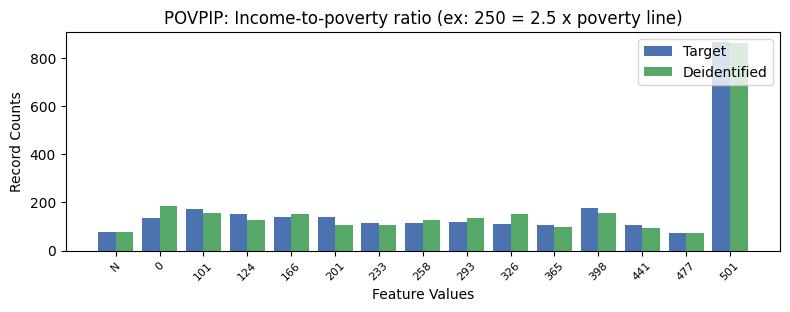 POVPIP: Income-to-poverty ratio (ex: 250 = 2.5 x poverty line)
Target
Deidentified
Record Counts
800
600
400
200
0
N 0 101 124 166 201 233 258 293 326 365 398 441 477 501
Feature Values